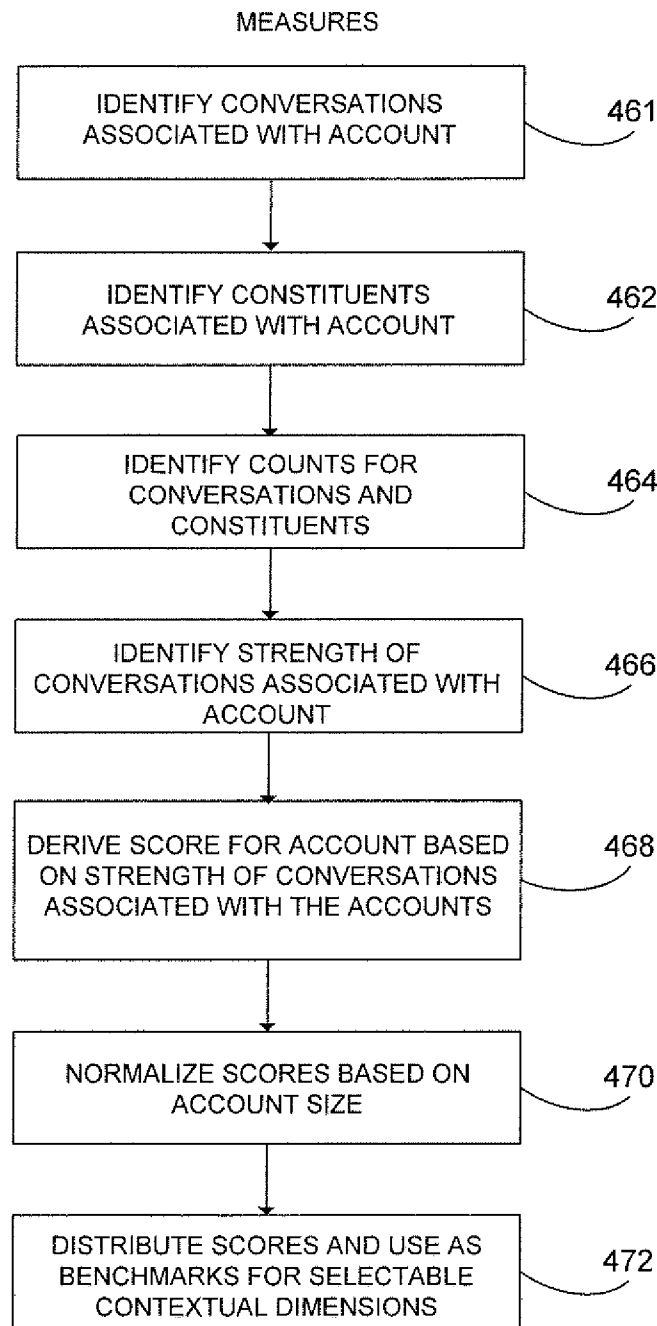 MEASURES
IDENTIFY CONVERSATIONS
ASSOCIATED WITH ACCOUNT
461
IDENTIFY CONSTITUENTS
ASSOCIATED WITH ACCOUNT
462
IDENTIFY COUNTS FOR
CONVERSATIONS AND
CONSTITUENTS
464
IDENTIFY STRENGTH OF
CONVERSATIONS ASSOCIATED WITH
ACCOUNT
466
DERIVE SCORE FOR ACCOUNT BASED
ON STRENGTH OF CONVERSATIONS
ASSOCIATED WITH THE ACCOUNTS
468
NORMALIZE SCORES BASED ON
ACCOUNT SIZE
470
DISTRIBUTE SCORES AND USE AS
BENCHMARKS FOR SELECTABLE
CONTEXTUAL DIMENSIONS
472